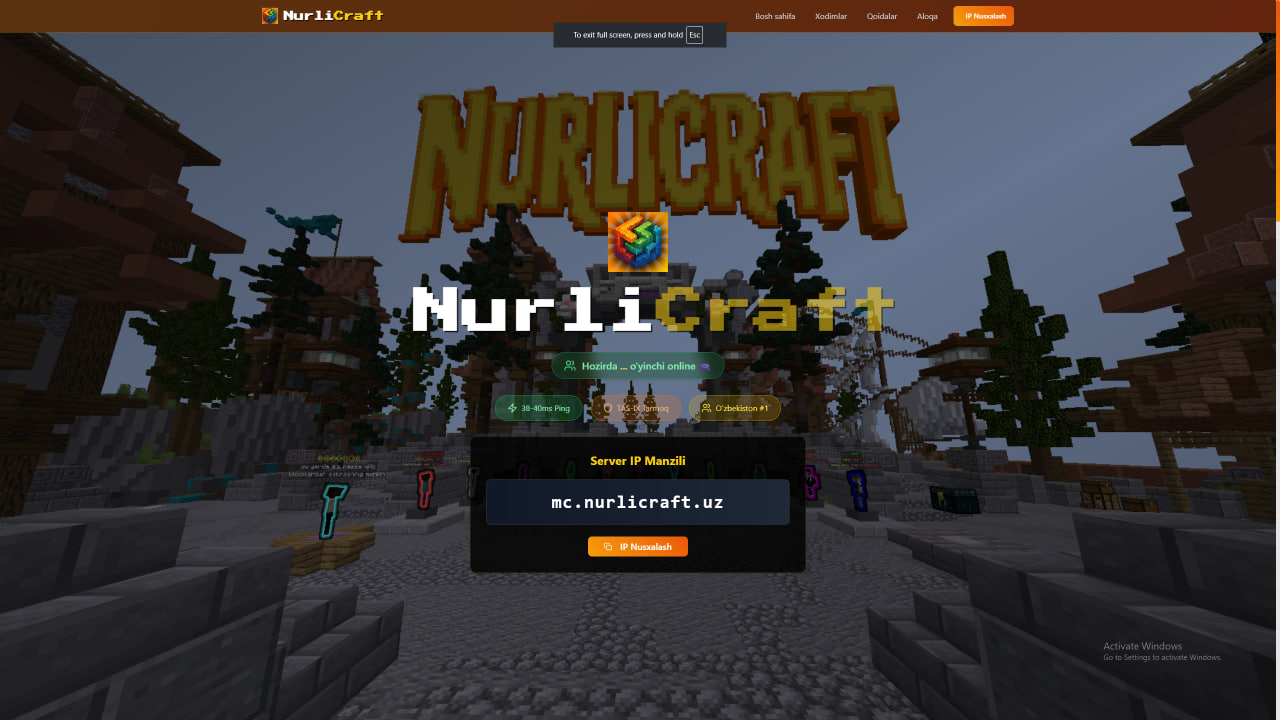 NurliCraft
Bosh sahifa
Xodimlar
Qoidalar
Aloqa
IP Nusxalash
To exit full screen, press and hold Esc
NURLICRAFT
NurliCraft
Hozirda ... o'yinchi online
38-40ms Ping
TAS-IX Tarmoq
O'zbekiston #1
Server IP Manzili
mc.nurlicraft.uz
IP Nusxalash
Activate Windows
Go to Settings to activate Windows.